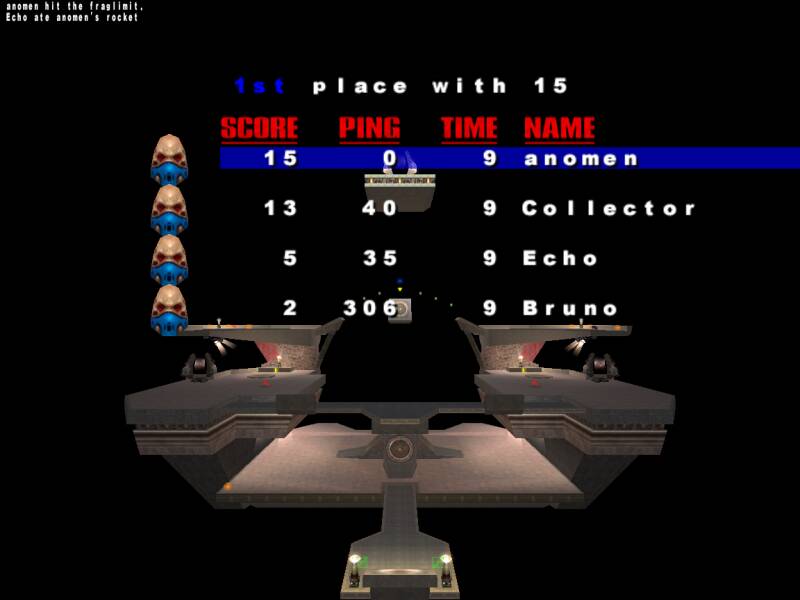 anomen hit the fraglimit.
Echo ate anomen's rocket
1st place with 15
SCORE PING TIME NAME
15 0 9 anomen
13 40 9 Collector
5 35 9 Echo
2 306 9 Bruno